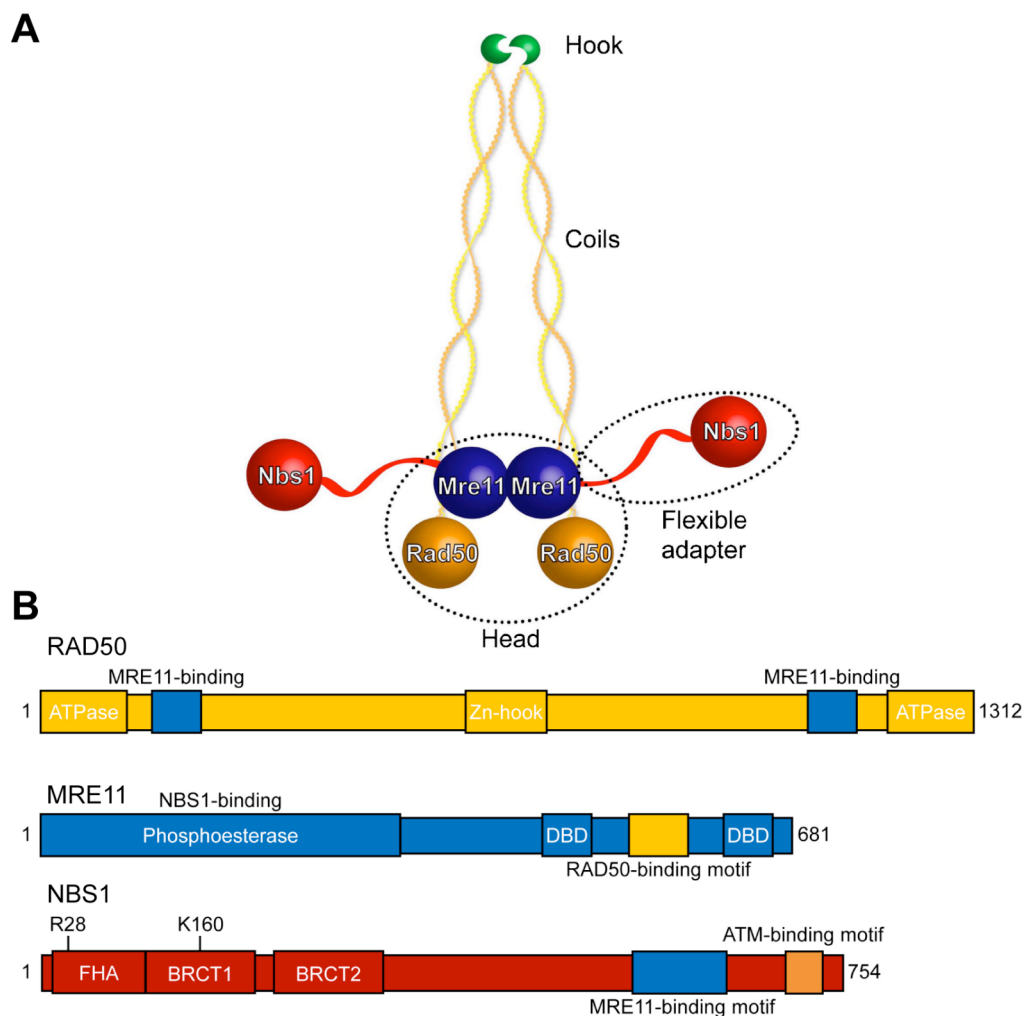 A
Hook
Coils
Nbs1
Nbs1
Mre11
Mre11
Flexible
adapter
Rad50
Rad50
Head
B
RAD50
MRE11-binding
MRE11-binding
1
ATPase
Zn-hook
ATPase
1312
MRE11
NBS1-binding
1
Phosphoesterase
DBD
DBD
681
RAD50-binding motif
NBS1
R28
K160
ATM-binding motif
1
FHA
BRCT1
BRCT2
754
MRE11-binding motif